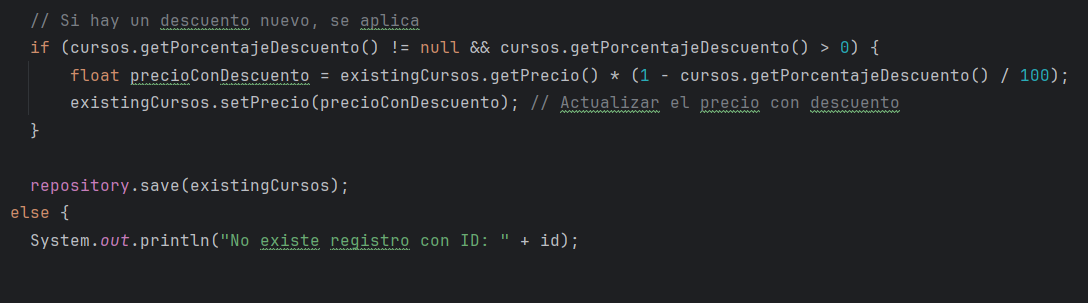 // Si hay un descuento nuevo, se aplica
if (cursos.getPorcentajeDescuento() != null && cursos.getPorcentajeDescuento() > 0) {
float precioConDescuento = existingCursos.getPrecio() * (1 - cursos.getPorcentajeDescuento() / 100);
existingCursos.setPrecio(precioConDescuento); // Actualizar el precio con descuento
}
repository.save(existingCursos);
else {
System.out.println("No existe registro con ID: " + id);